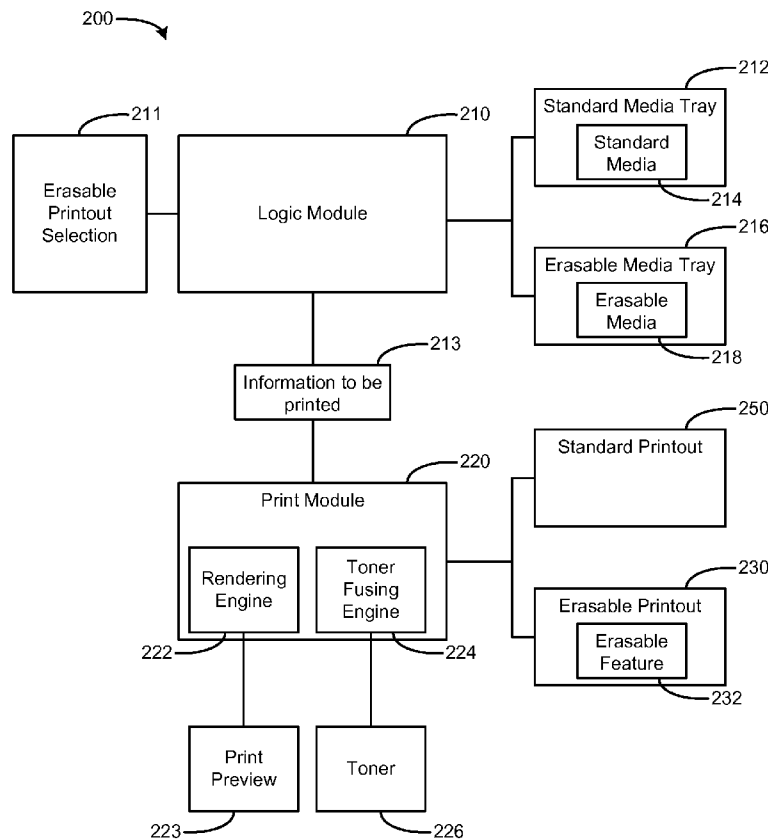 200
211
210
212
Erasable
Printout
Selection
Logic Module
Standard Media Tray
Standard
Media
214
216
Erasable Media Tray
Erasable
Media
218
213
Information to be
printed
220
Print Module
Rendering
Engine
Toner
Fusing
Engine
222
224
250
Standard Printout
230
Erasable Printout
Erasable
Feature
232
Print
Preview
Toner
223
226